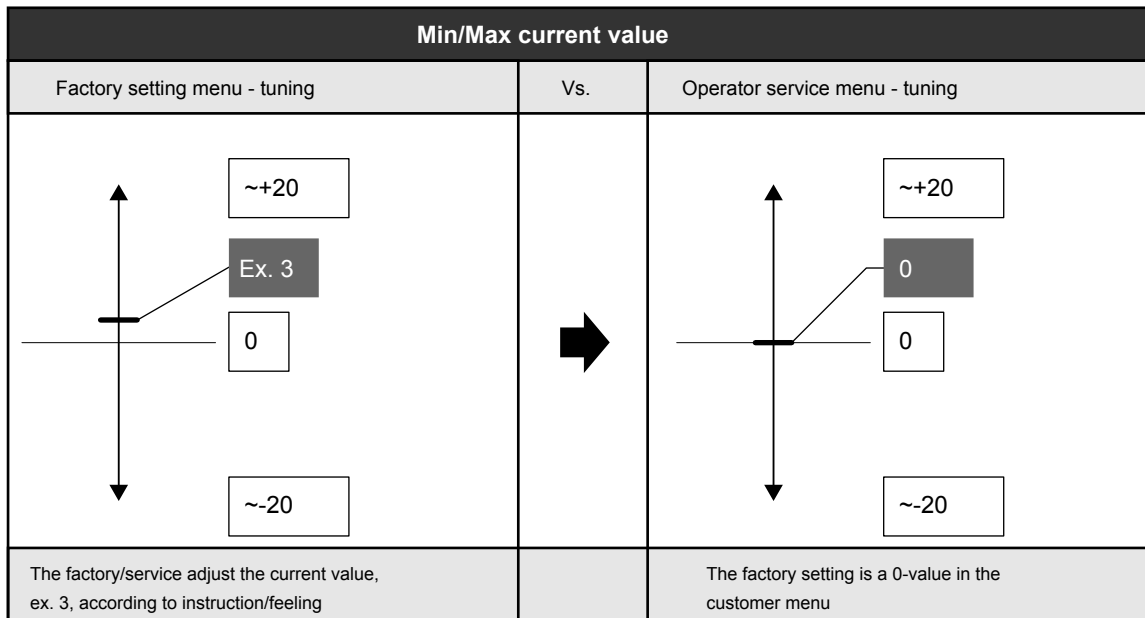 Min/Max current value
Factory setting menu - tuning
Vs.
Operator service menu - tuning
~+20
Ex. 3
0
~-20
~+20
0
0
~-20
The factory/service adjust the current value,
ex. 3, according to instruction/feeling
The factory setting is a 0-value in the
customer menu